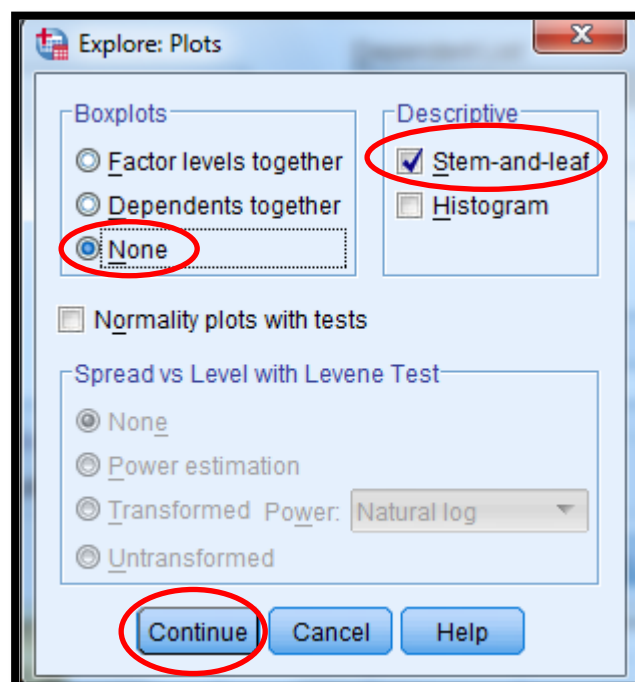 Explore: Plots
Boxplots
Factor levels together
Dependents together
None
Descriptive
Stem-and-leaf
Histogram
Normality plots with tests
Spread vs Level with Levene Test
None
Power estimation
Transformed Power: Natural log
Untransformed
Continue Cancel Help